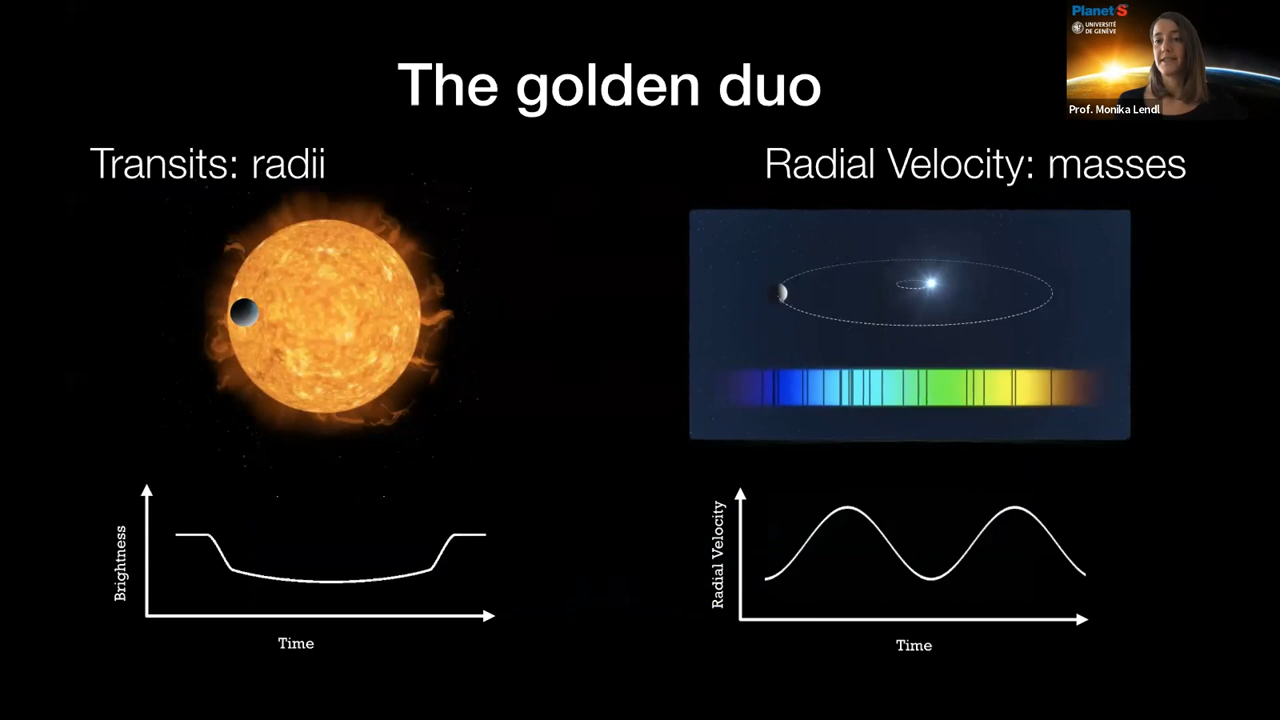 The golden duo
Planet S
UNIVERSITÉ
DE GENÈVE
Prof. Monika Lendl
Transits: radii
Radial Velocity: masses
Brightness
Time
Radial Velocity
Time